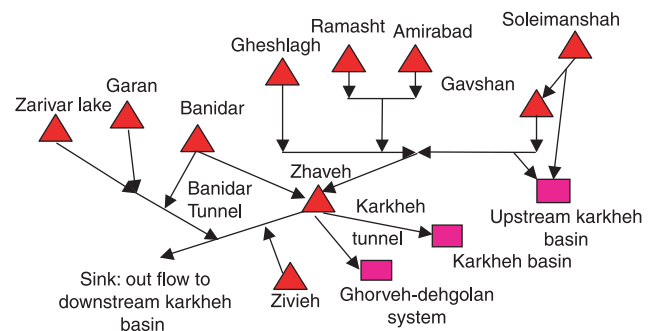 Soleimanshah
Ramasht
Amirabad
Gheshlagh
Garan
Gavshan
Zarivar lake
Banidar
Zhaveh
Banidar
Tunnel
Karkheh
tunnel
Upstream karkheh
basin
Karkheh basin
Sink: out flow to
downstream karkheh
basin
Zivieh
Ghorveh-dehgolan
system